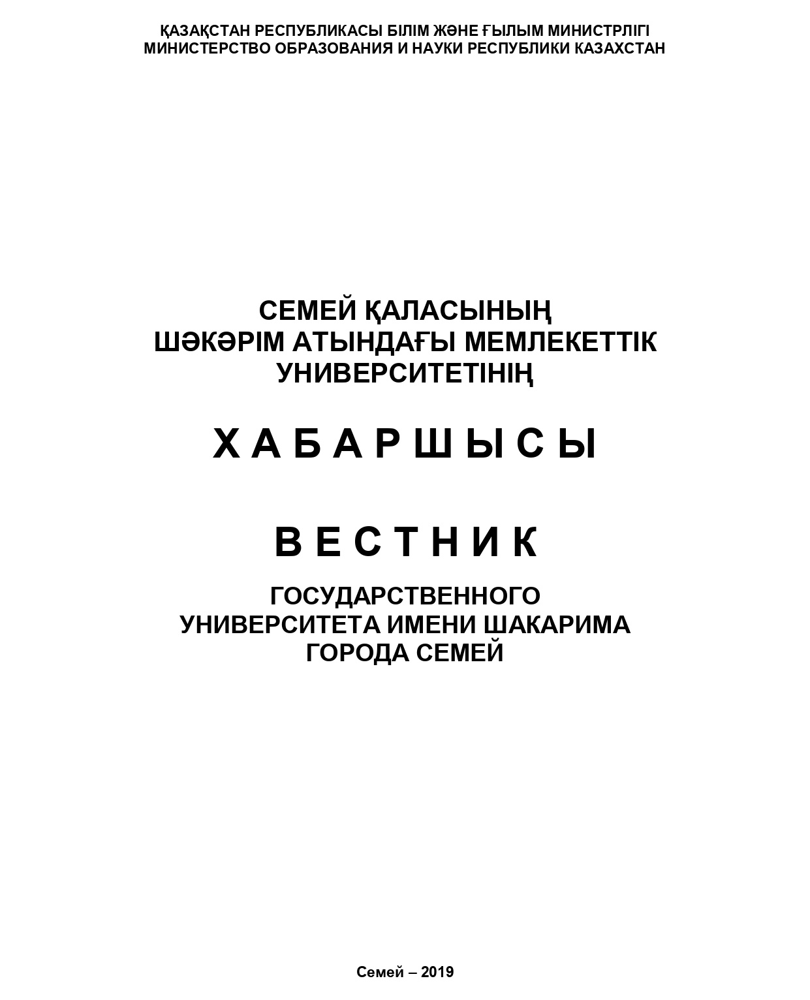 ҚАЗАҚСТАН РЕСПУБЛИКАСЫ БІЛІМ ЖӘНЕ ҒЫЛЫМ МИНИСТРЛІГІ
МИНИСТЕРСТВО ОБРАЗОВАНИЯ И НАУКИ РЕСПУБЛИКИ КАЗАХСТАН
СЕМЕЙ ҚАЛАСЫНЫҢ
ШӘКӘРІМ АТЫНДАҒЫ МЕМЛЕКЕТТІК
УНИВЕРСИТЕТІНІҢ
Х А Б А Р Ш Ы С Ы
В Е С Т Н И К
ГОСУДАРСТВЕННОГО
УНИВЕРСИТЕТА ИМЕНИ ШАКАРИМА
ГОРОДА СЕМЕЙ
Семей – 2019